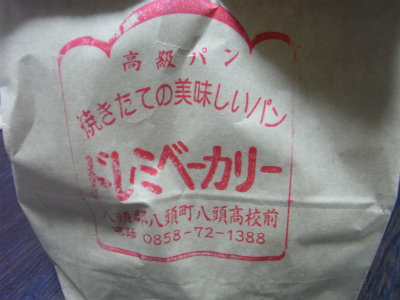 高級パン
焼きたての美味しいパン
ドレミベーカリー
八頭郡八頭町八頭高校前
電話 0858-72-1388